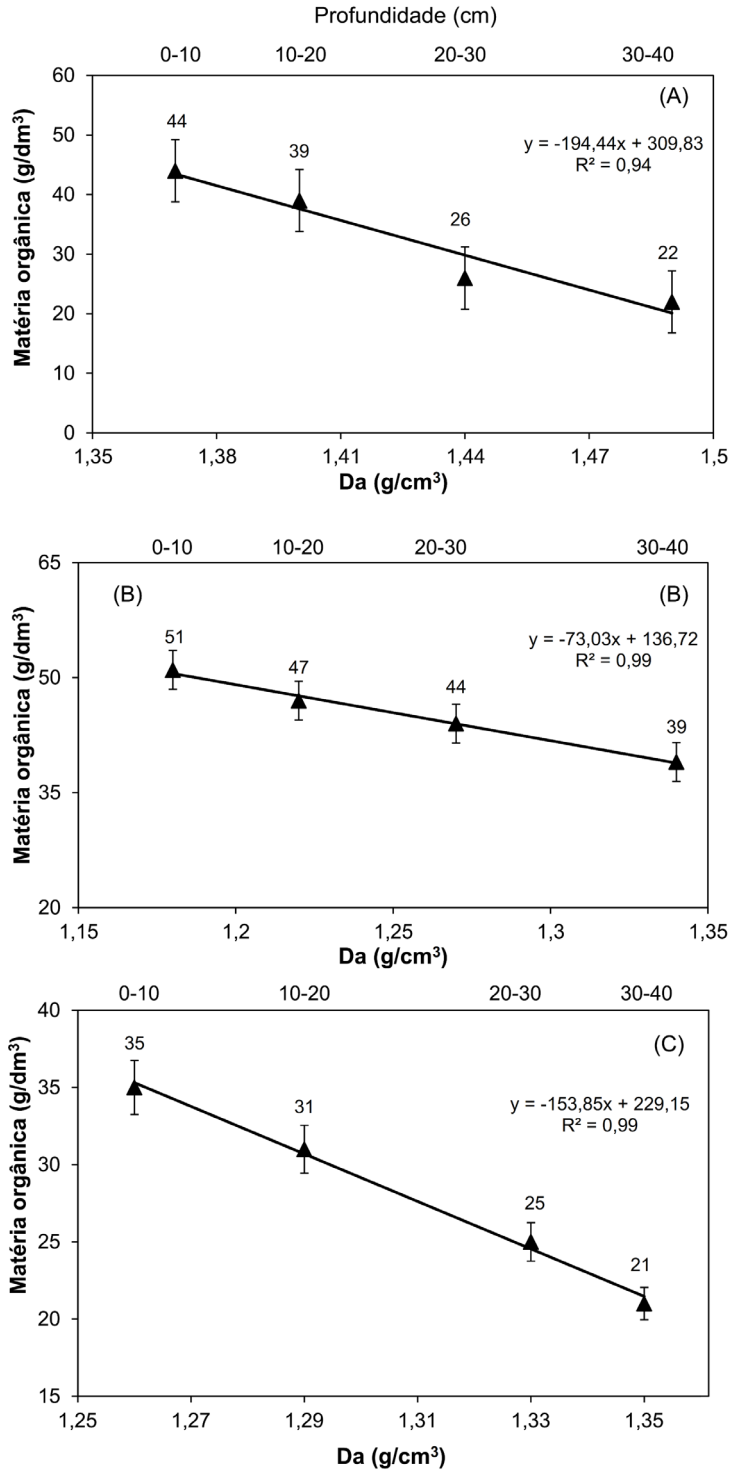 Profundidade (cm)
0-10 10-20 20-30 30-40
60
50
40
30
20
10
0
Matéria orgânica (g/dm³)
(A)
44
39
26
22
y = -194,44x + 309,83
R² = 0,94
1,35 1,38 1,41 1,44 1,47 1,5
Da (g/cm³)
0-10 10-20 20-30 30-40
65
50
35
20
Matéria orgânica (g/dm³)
(B) (B)
51
47
44
39
y = -73,03x + 136,72
R² = 0,99
1,15 1,2 1,25 1,3 1,35
Da (g/cm³)
0-10 10-20 20-30 30-40
40
35
30
25
20
15
Matéria orgânica (g/dm³)
(C)
35
31
25
21
y = -153,85x + 229,15
R² = 0,99
1,25 1,27 1,29 1,31 1,33 1,35
Da (g/cm³)